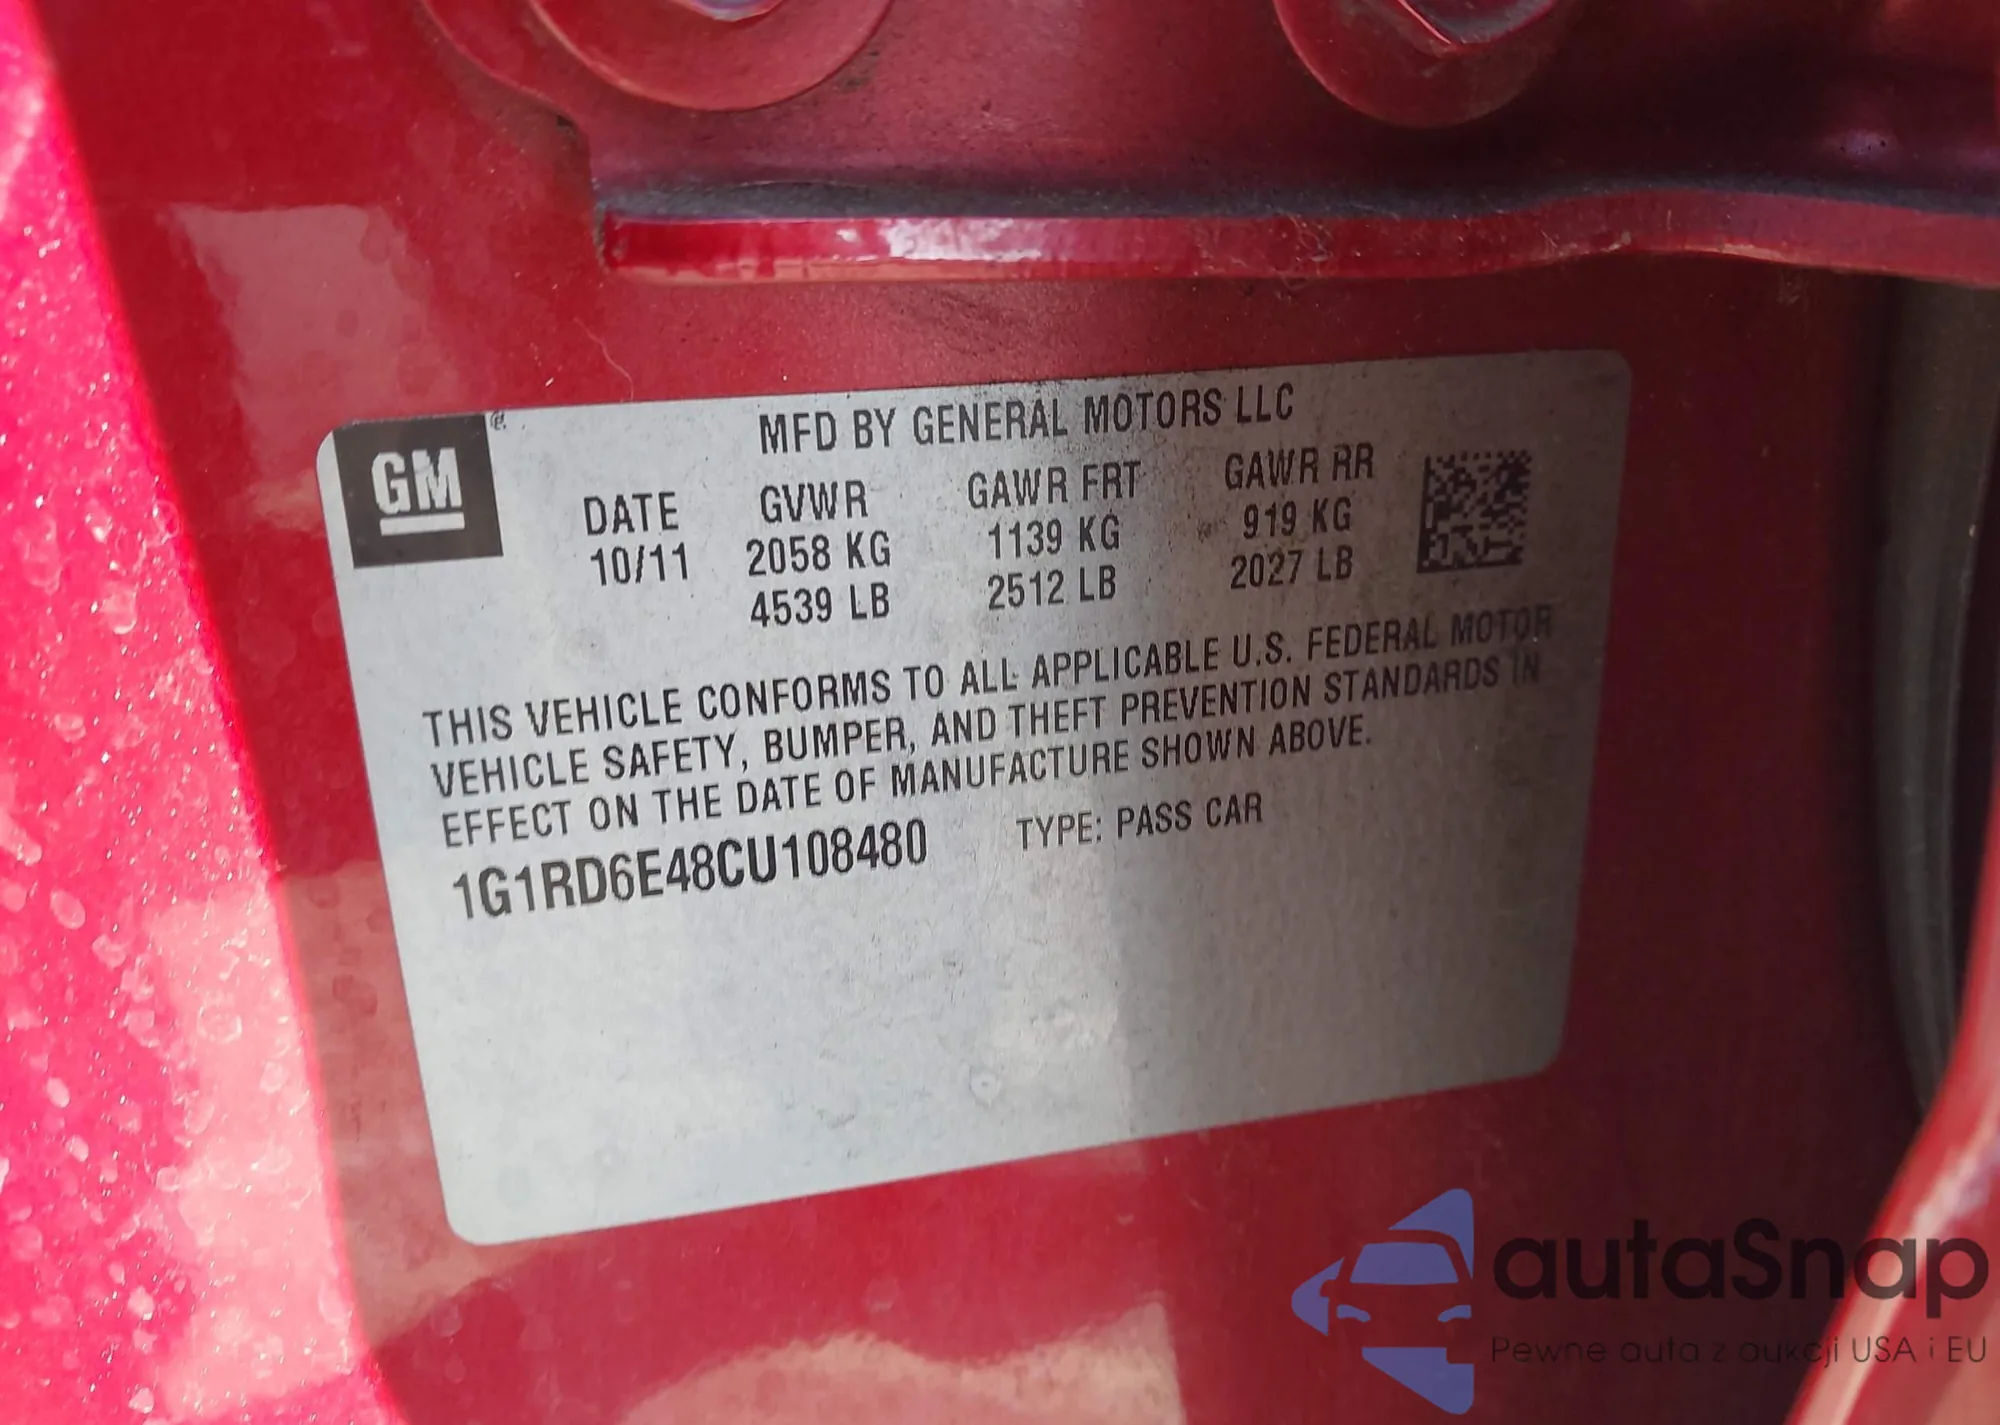 GM
MFD BY GENERAL MOTORS LLC
DATE GVWR GAWR FRT GAWR RR
10/11 2058 KG 1139 KG 919 KG
4539 LB 2512 LB 2027 LB
THIS VEHICLE CONFORMS TO ALL APPLICABLE U.S. FEDERAL MOTOR
VEHICLE SAFETY, BUMPER, AND THEFT PREVENTION STANDARDS IN
EFFECT ON THE DATE OF MANUFACTURE SHOWN ABOVE.
1G1RD6E48CU108480 TYPE: PASS CAR
autaSnap
Pewne auta z aukcji USA i EU